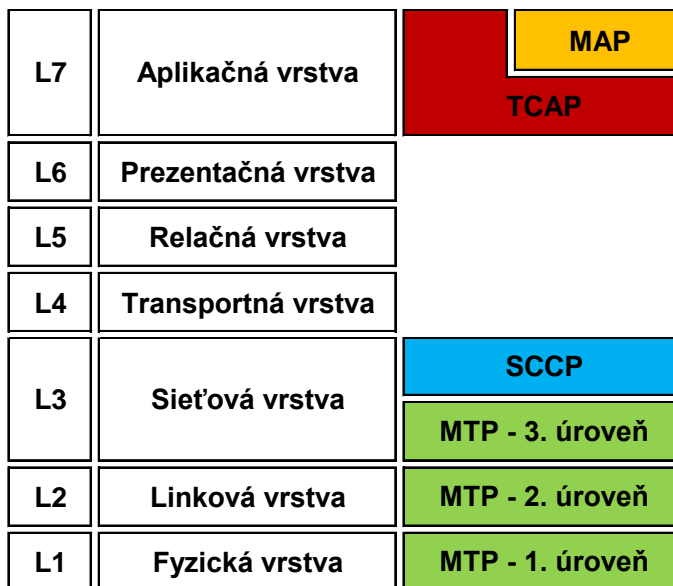 L7 Aplikačná vrstva MAP
TCAP
L6 Prezentačná vrstva
L5 Relačná vrstva
L4 Transportná vrstva
L3 Sieťová vrstva SCCP
MTP - 3. úroveň
L2 Linková vrstva MTP - 2. úroveň
L1 Fyzická vrstva MTP - 1. úroveň